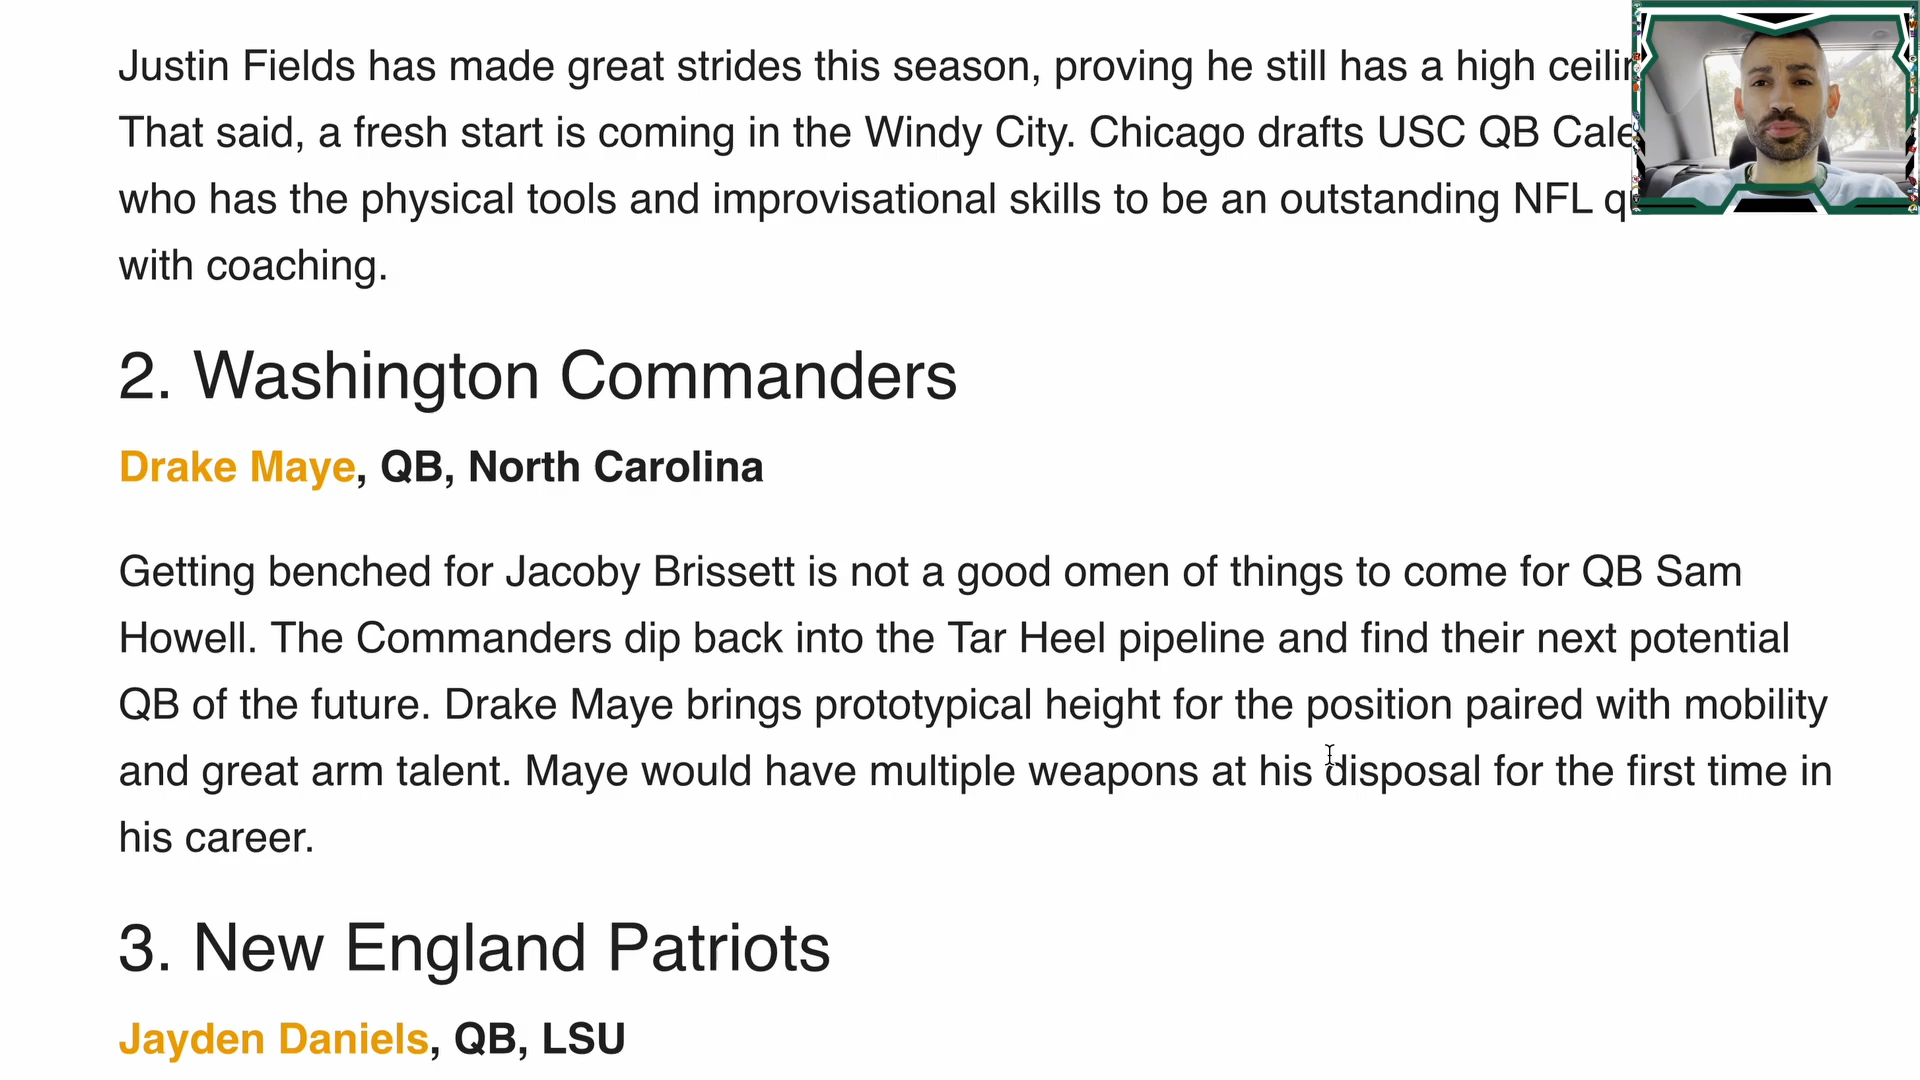 Justin Fields has made great strides this season, proving he still has a high
That said, a fresh start is coming in the Windy City. Chicago drafts USC QB
who has the physical tools and improvisational skills to be an outstanding NFL
with coaching.
2. Washington Commanders
Drake Maye, QB, North Carolina
Getting benched for Jacoby Brissett is not a good omen of things to come for QB Sam
Howell. The Commanders dip back into the Tar Heel pipeline and find their next potential
QB of the future. Drake Maye brings prototypical height for the position paired with mobility
and great arm talent. Maye would have multiple weapons at his disposal for the first time in
his career.
3. New England Patriots
Jayden Daniels, QB, LSU